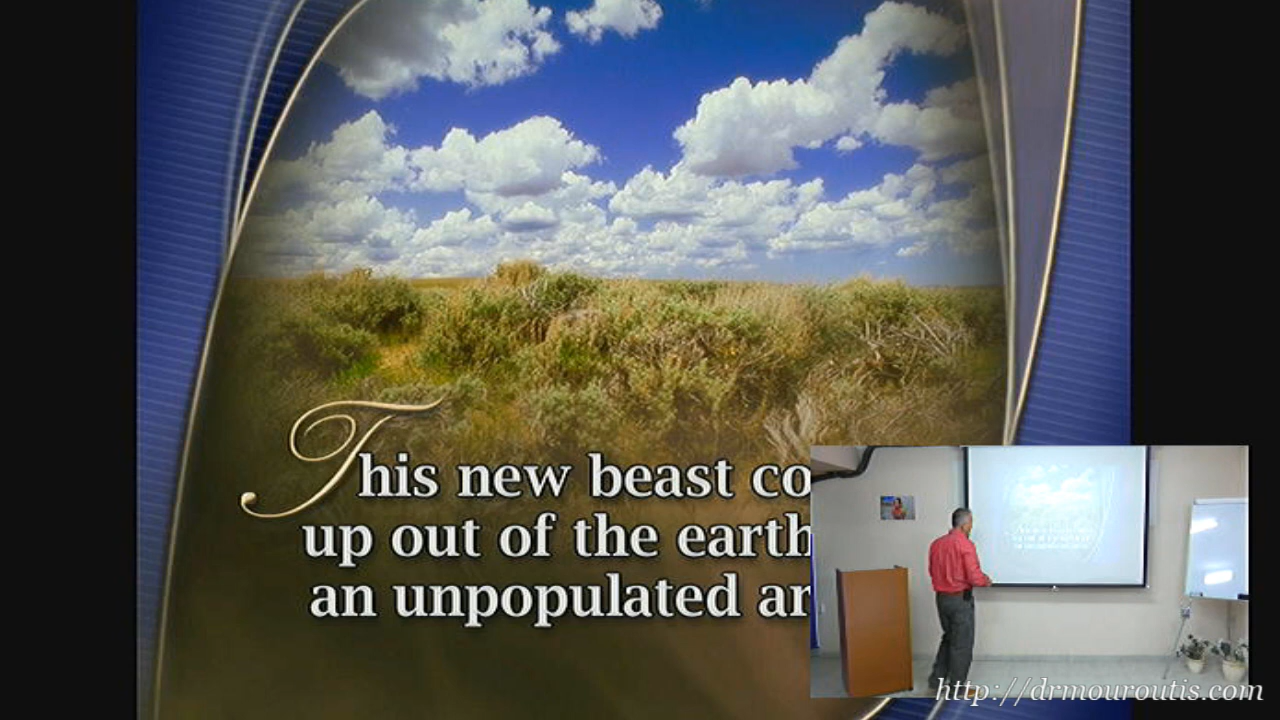 This new beast co
up out of the earth
an unpopulated ar
http://drmouroutis.com